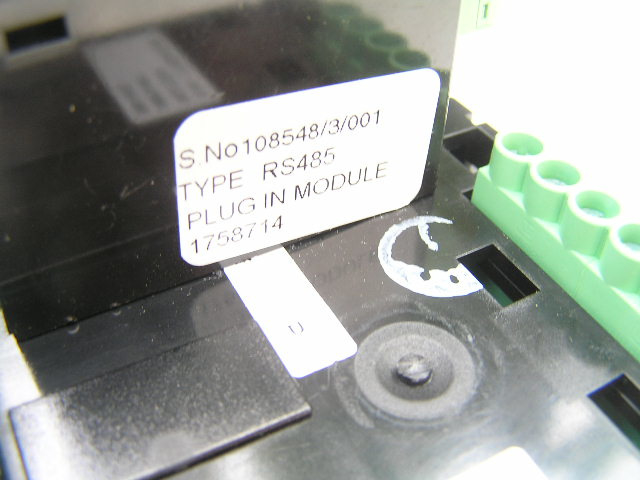 S.No108548/3/001
TYPE RS485
PLUG IN MODULE
1758714
U